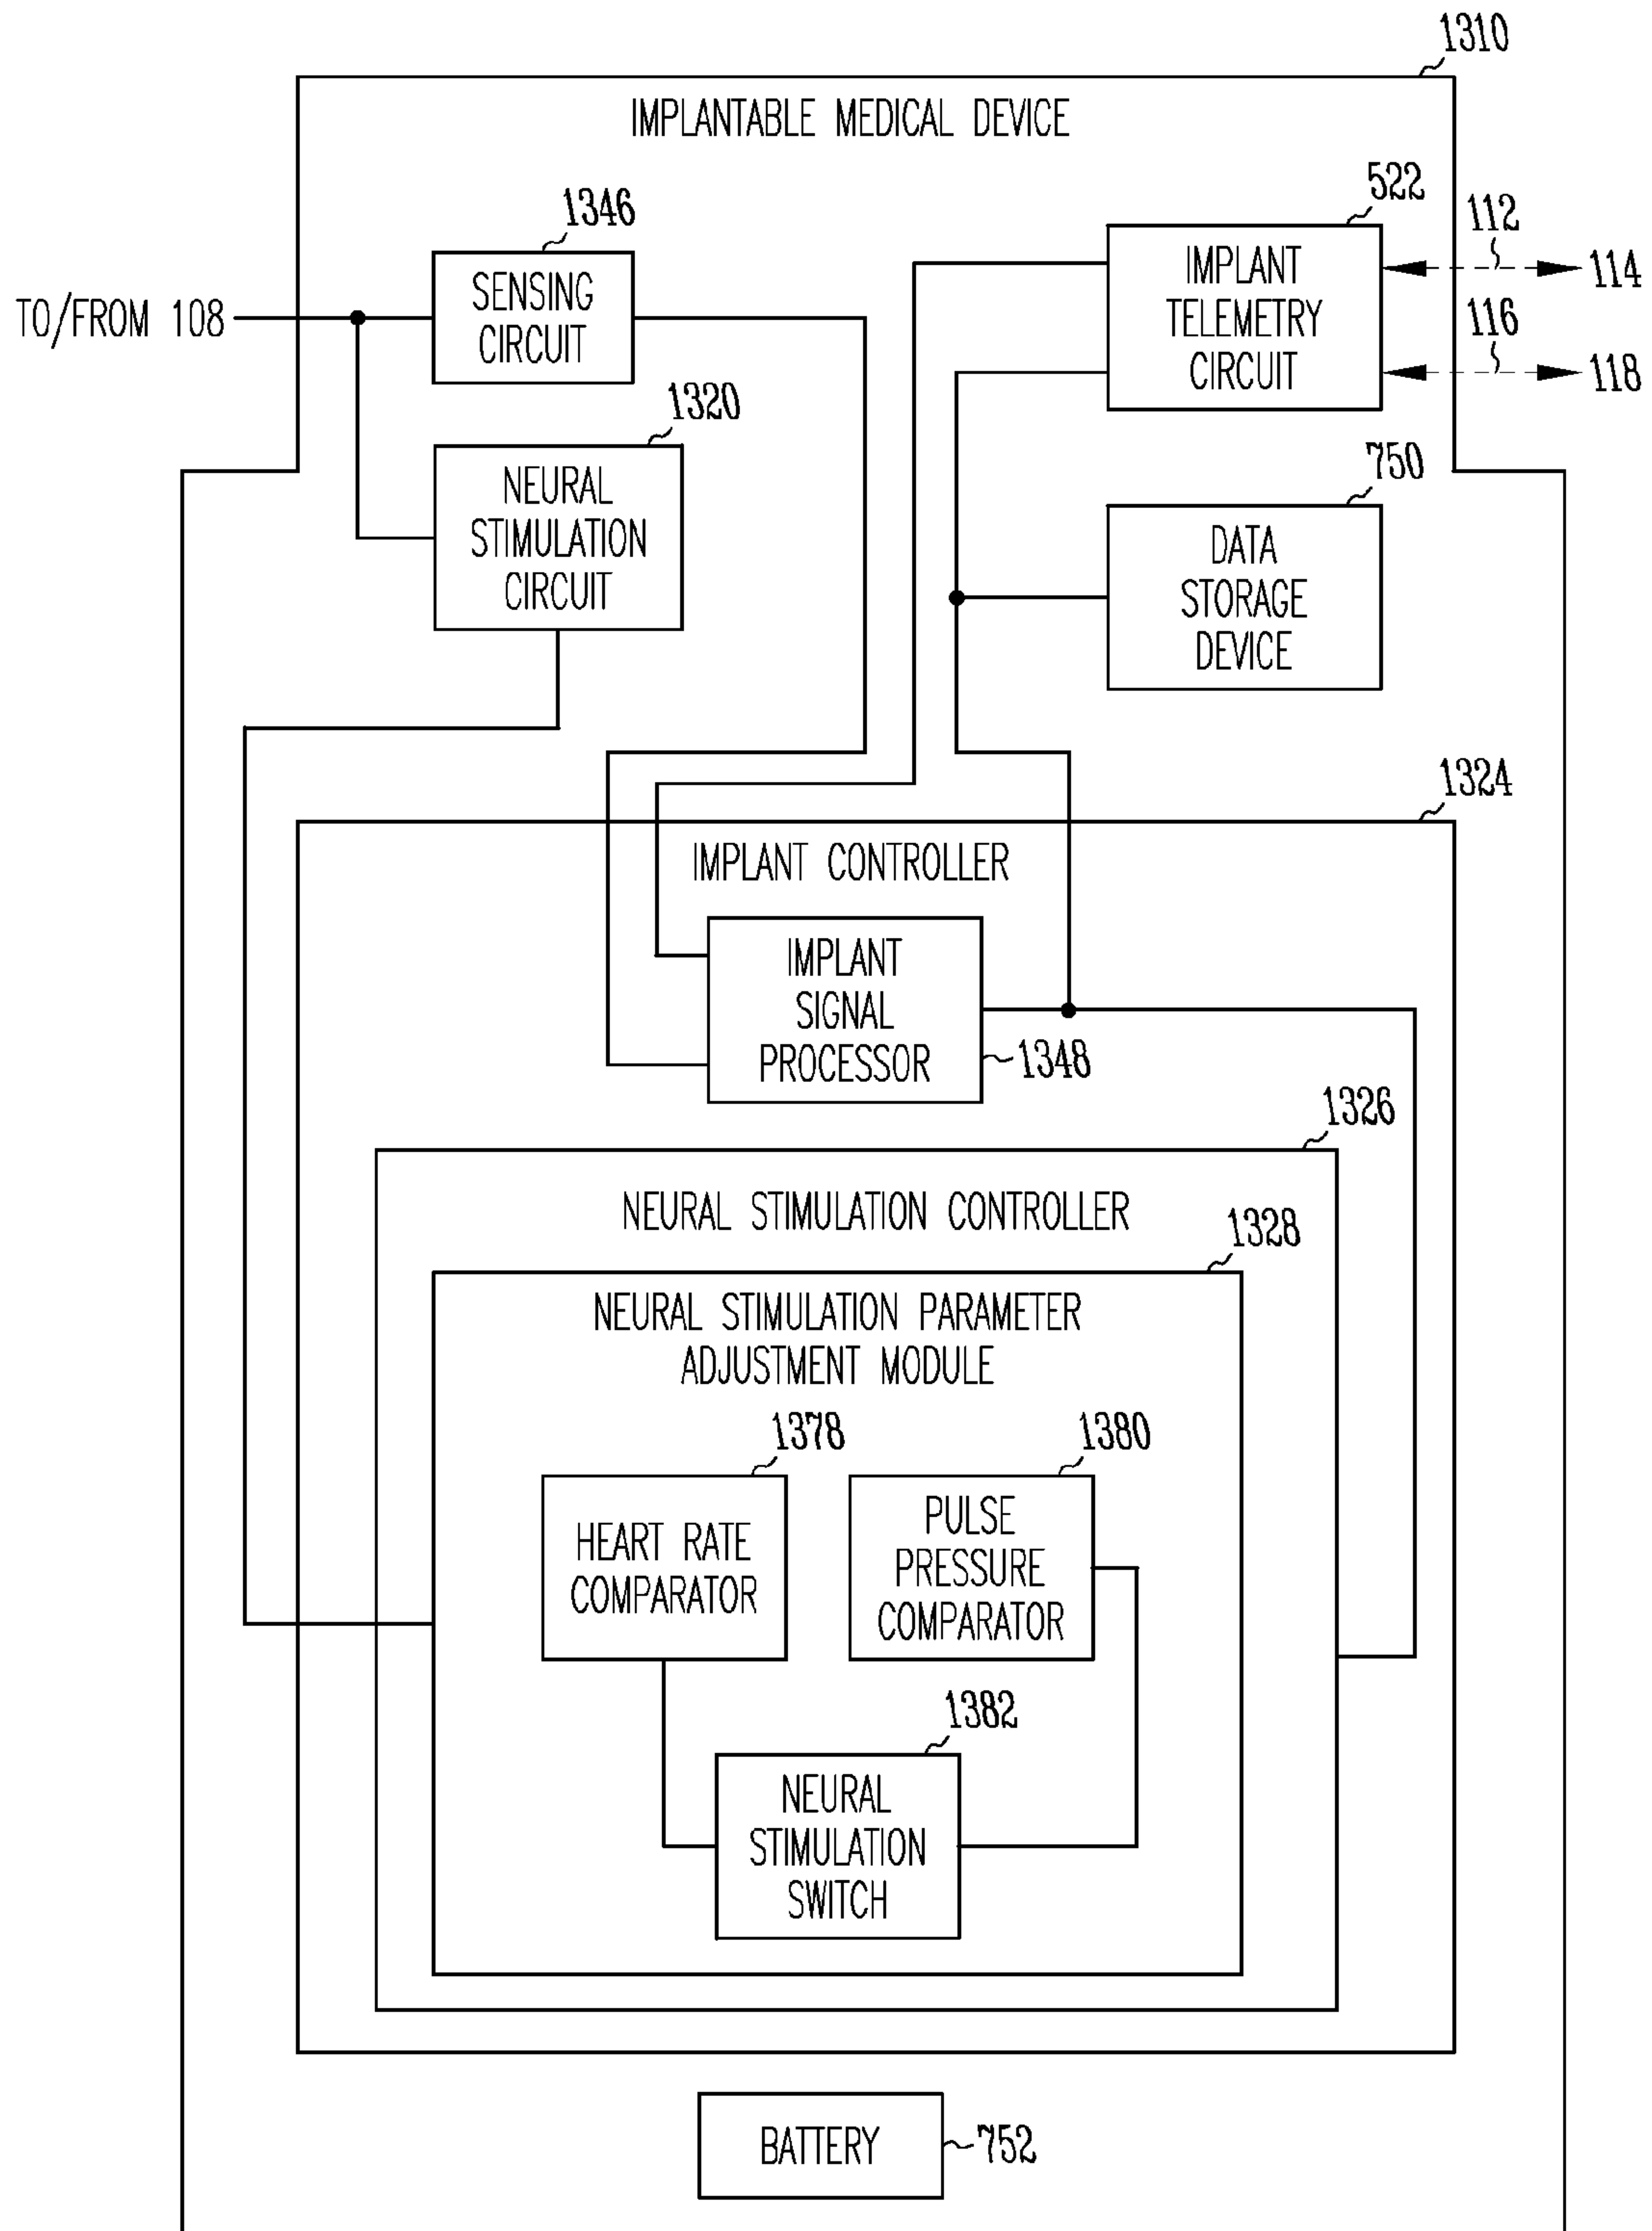 1310
IMPLANTABLE MEDICAL DEVICE
522
1346
112
SENSING
CIRCUIT
IMPLANT
TELEMETRY
CIRCUIT
114
TO/FROM 108
116
118
1320
NEURAL
STIMULATION
CIRCUIT
750
DATA
STORAGE
DEVICE
1324
IMPLANT CONTROLLER
IMPLANT
SIGNAL
PROCESSOR
1348
1326
NEURAL STIMULATION CONTROLLER
1328
NEURAL STIMULATION PARAMETER
ADJUSTMENT MODULE
1378
1380
HEART RATE
COMPARATOR
PULSE
PRESSURE
COMPARATOR
1382
NEURAL
STIMULATION
SWITCH
BATTERY
752